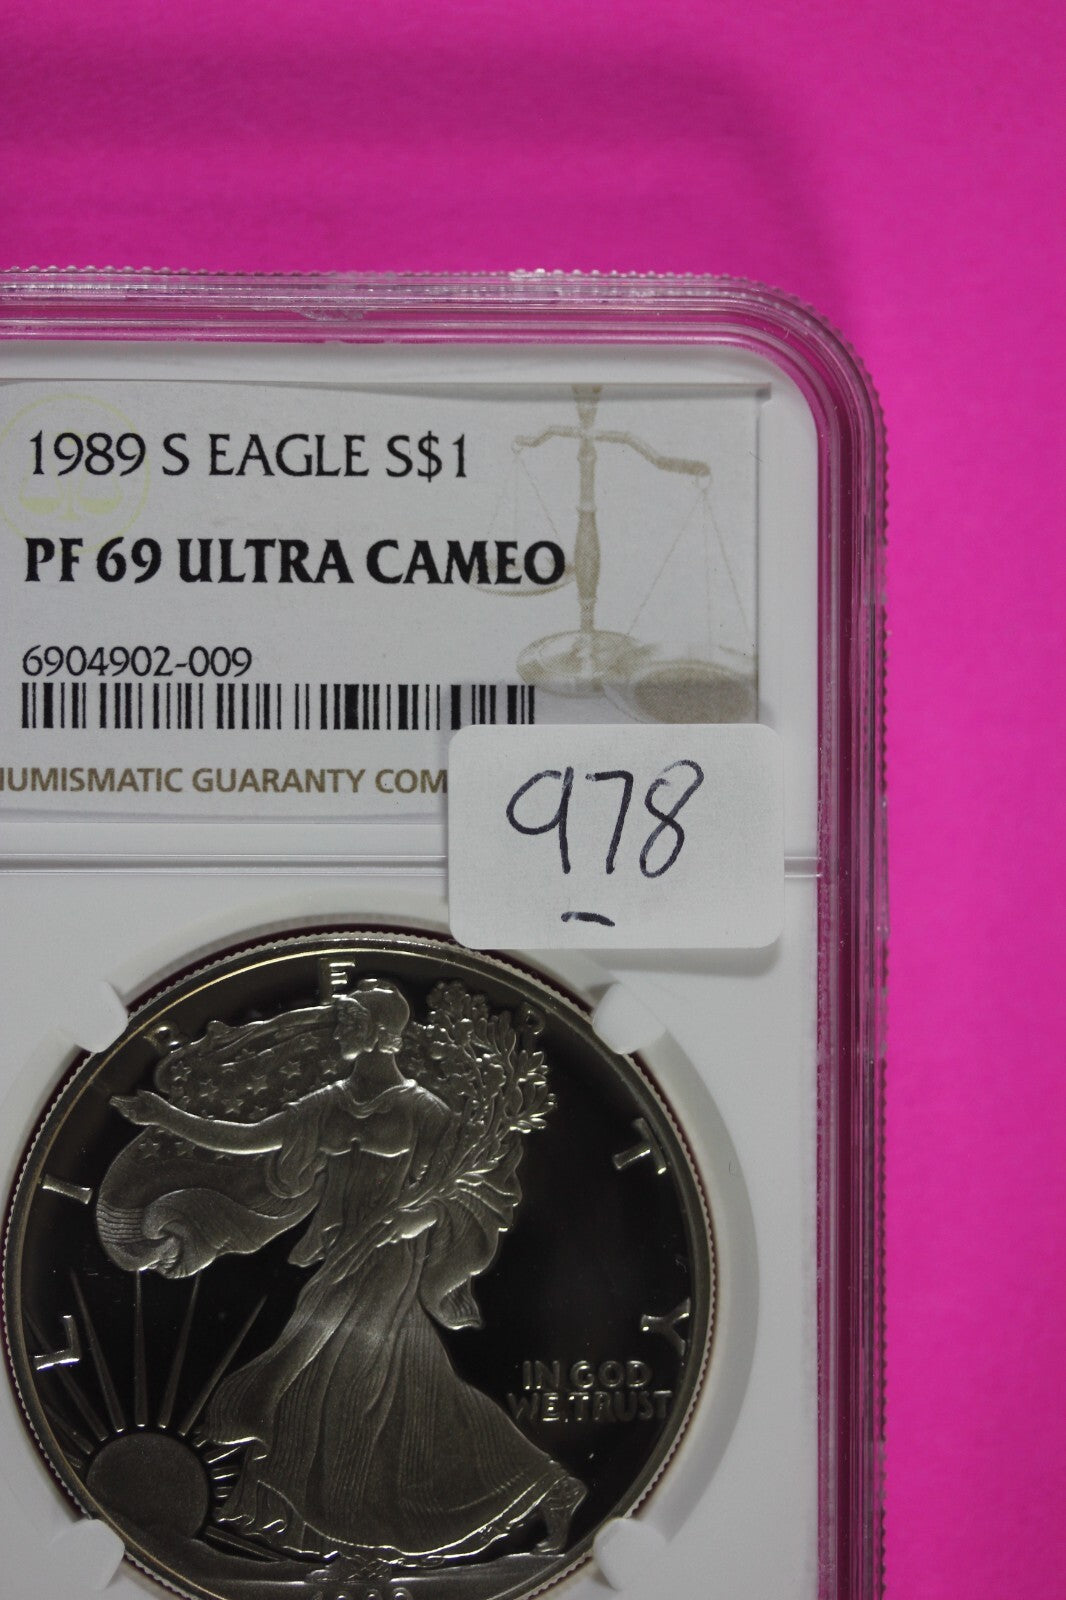 1989 S EAGLE S$1
PF 69 ULTRA CAMEO
6904902-009
NUMISMATIC GUARANTY COM
978
LIBERTY
IN GOD
WE TRUST